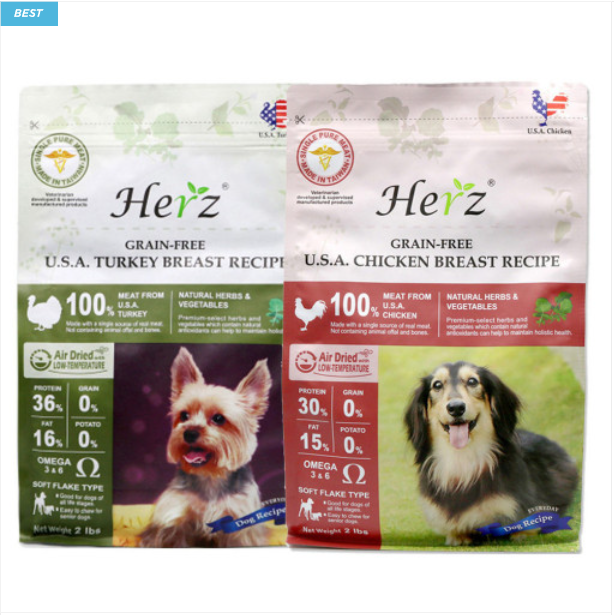 BEST
SINGLE PURE MEAT
MADE IN TAIWAN
Veterinarian
developed & supervised
manufactured products
U.S.A.
Herz®
GRAIN-FREE
U.S.A. TURKEY BREAST RECIPE
100%
MEAT FROM
U.S.A.
TURKEY
NATURAL HERBS &
VEGETABLES
Made with a single source of real meat.
Not containing animal offal and bones.
Premium-select herbs and
vegetables which contain natural
antioxidants can help to maintain
Air Dried with
LOW-TEMPERATURE
PROTEIN
36%
GRAIN
0%
FAT
16%
POTATO
0%
OMEGA
3 & 6
Ω
SOFT FLAKE TYPE
Good for dogs of
all life stages.
Easy to chew for
senior dogs.
Net Weight 2 lbs
Dog Recipe
SINGLE PURE MEAT
MADE IN TAIWAN
Veterinarian
developed & supervised
manufactured products
U.S.A. Chicken
Herz®
GRAIN-FREE
U.S.A. CHICKEN BREAST RECIPE
100%
MEAT FROM
U.S.A.
CHICKEN
NATURAL HERBS &
VEGETABLES
Made with a single source of real meat.
Not containing animal offal and bones.
Premium-select herbs and
vegetables which contain natural
antioxidants can help to maintain holistic health.
Air Dried with
LOW-TEMPERATURE
PROTEIN
30%
GRAIN
0%
FAT
15%
POTATO
0%
OMEGA
3 & 6
Ω
SOFT FLAKE TYPE
Good for dogs of
all life stages.
Easy to chew for
senior dogs.
Net Weight 2 lbs
EVERYDAY
Dog Recipe